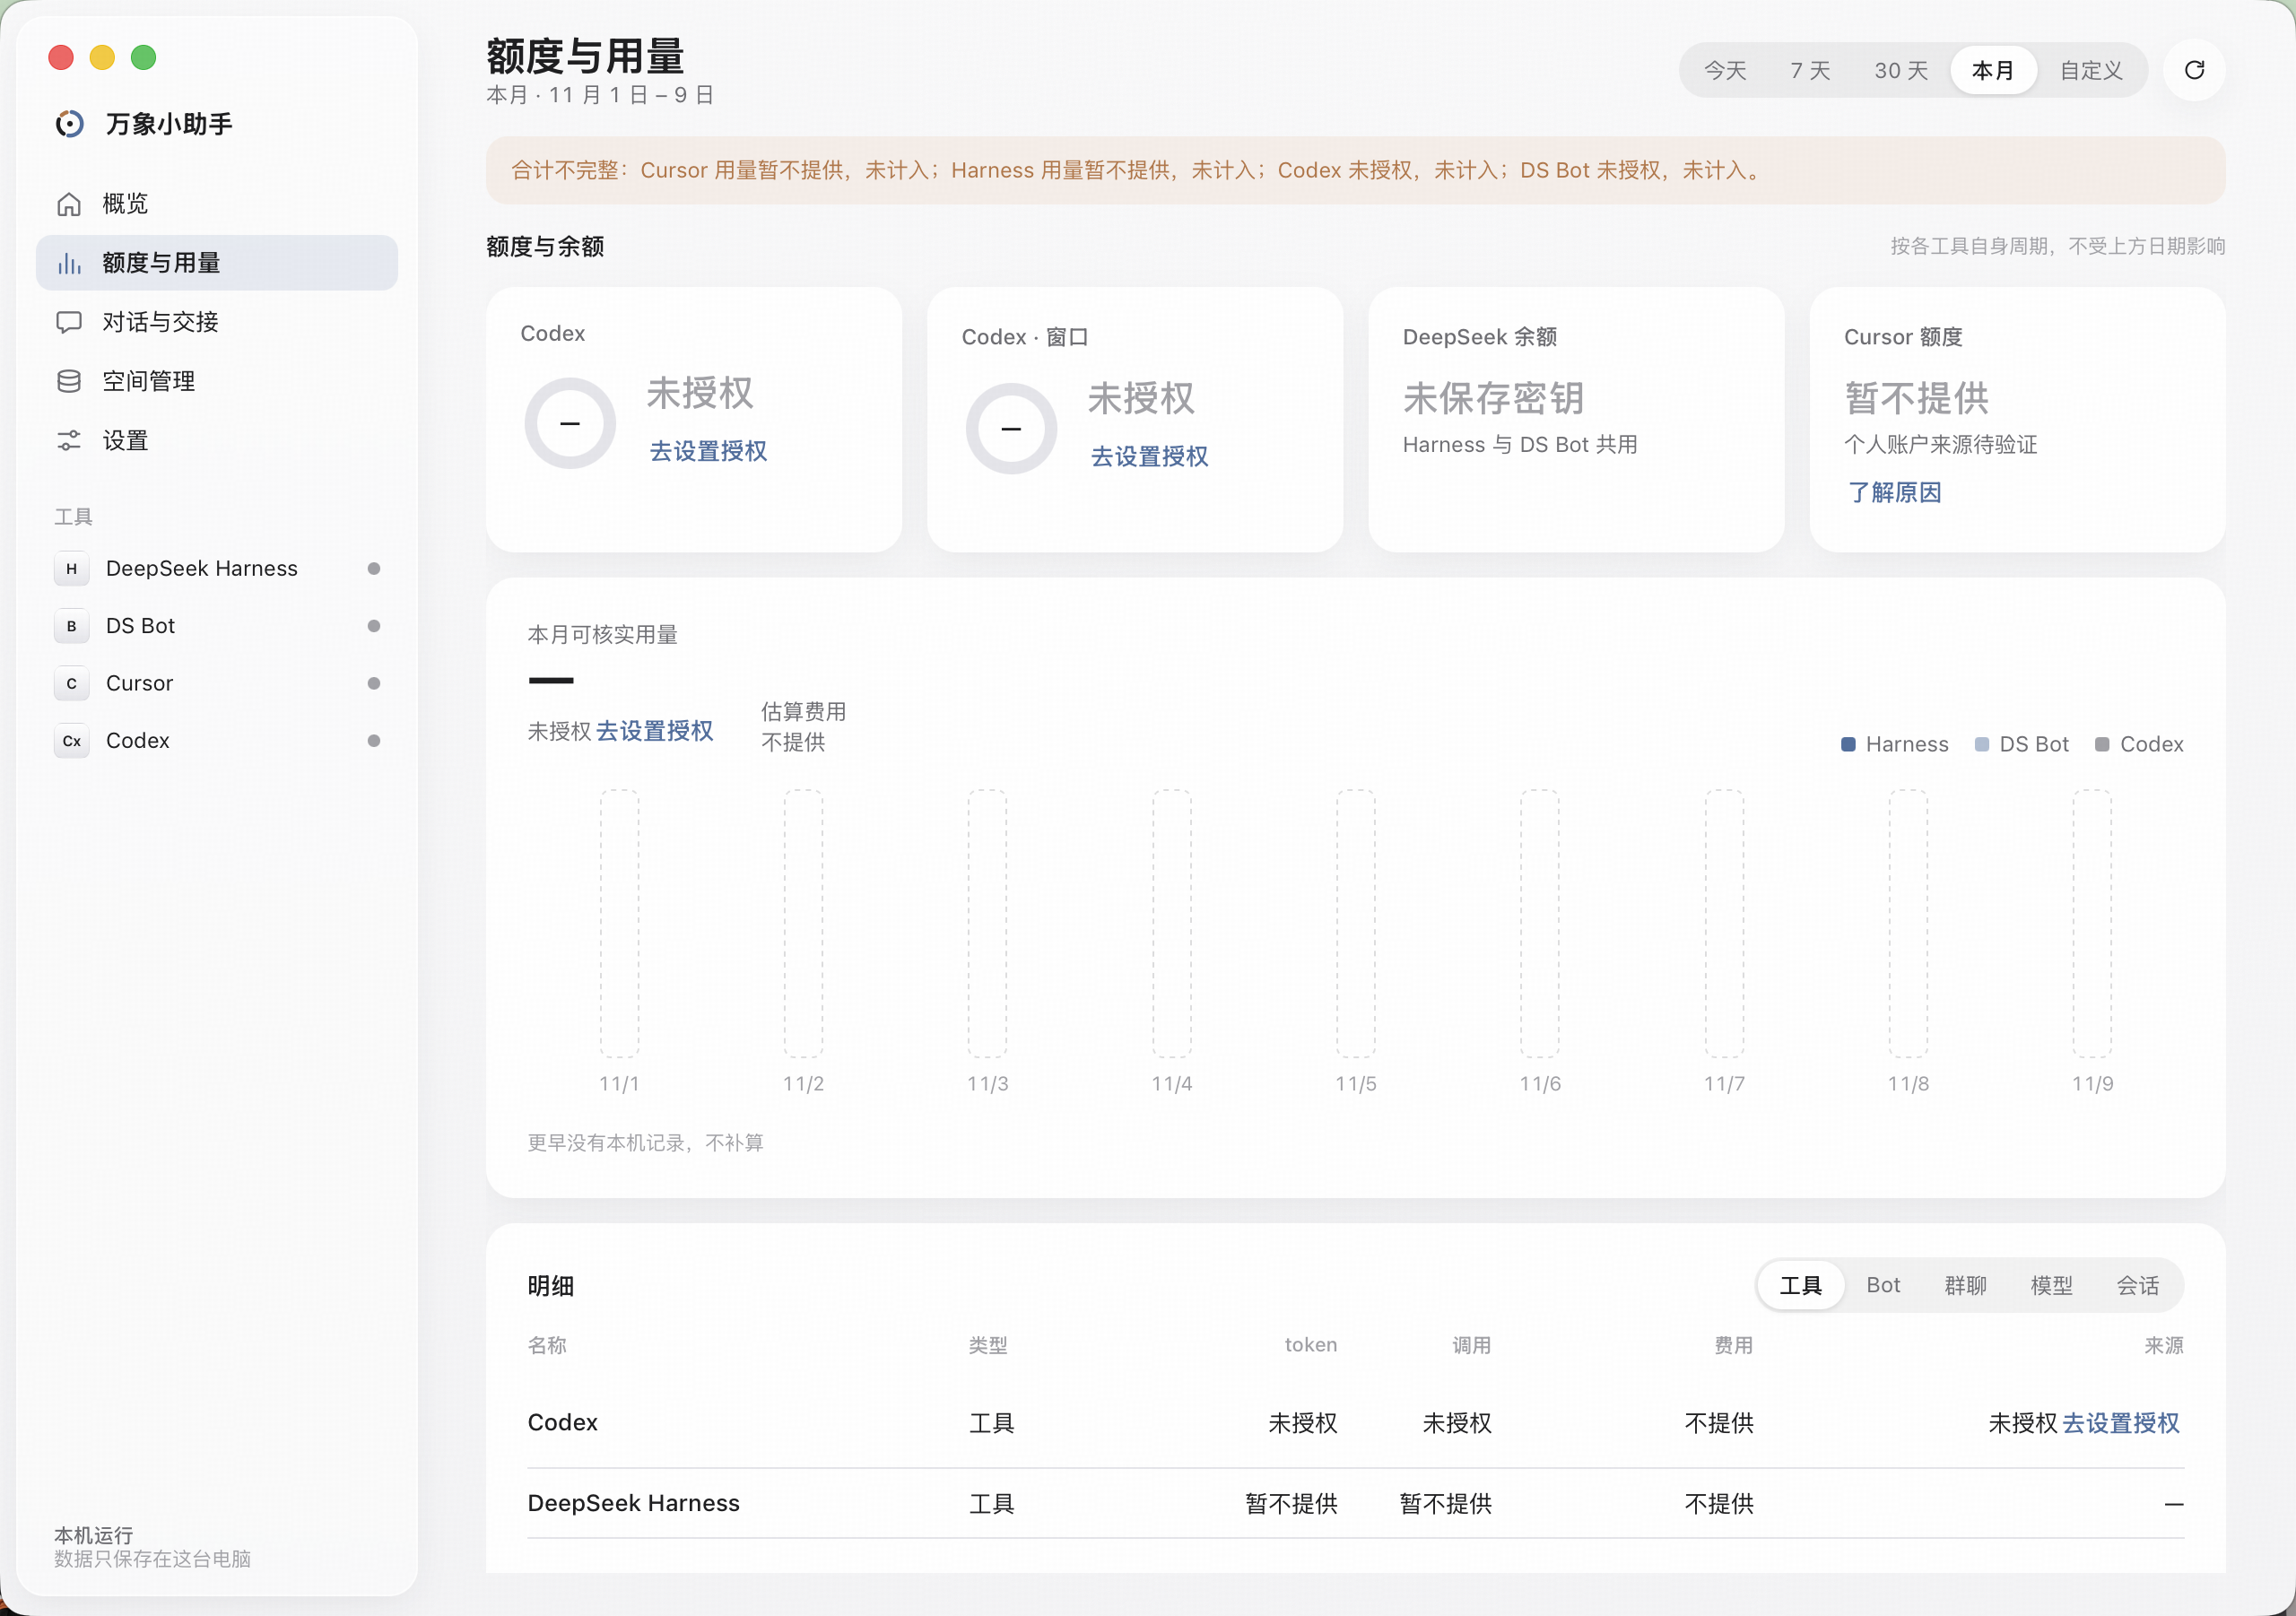 万象小助手
概览
额度与用量
对话与交接
空间管理
设置
工具
H DeepSeek Harness
B DS Bot
C Cursor
Cx Codex
本机运行
数据只保存在这台电脑
额度与用量
本月 · 11 月 1 日 – 9 日
今天 7 天 30 天 本月 自定义
合计不完整：Cursor 用量暂不提供，未计入；Harness 用量暂不提供，未计入；Codex 未授权，未计入；DS Bot 未授权，未计入。
额度与余额
按各工具自身周期，不受上方日期影响
Codex
—
未授权
去设置授权
Codex · 窗口
—
未授权
去设置授权
DeepSeek 余额
未保存密钥
Harness 与 DS Bot 共用
Cursor 额度
暂不提供
个人账户来源待验证
了解原因
本月可核实用量
—
未授权 去设置授权
估算费用
不提供
Harness DS Bot Codex
11/1 11/2 11/3 11/4 11/5 11/6 11/7 11/8 11/9
更早没有本机记录，不补算
明细
工具 Bot 群聊 模型 会话
名称 类型 token 调用 费用 来源
Codex 工具 未授权 未授权 不提供 未授权 去设置授权
DeepSeek Harness 工具 暂不提供 暂不提供 不提供 —